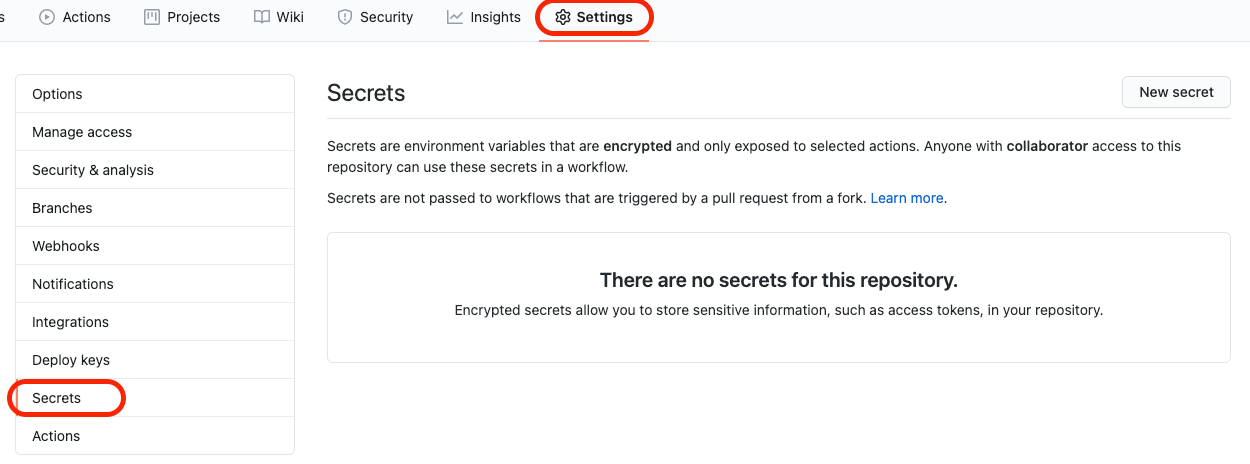 s Actions Projects Wiki Security Insights Settings
Options
Manage access
Security & analysis
Branches
Webhooks
Notifications
Integrations
Deploy keys
Secrets
Actions
Secrets New secret
Secrets are environment variables that are encrypted and only exposed to selected actions. Anyone with collaborator access to this
repository can use these secrets in a workflow.
Secrets are not passed to workflows that are triggered by a pull request from a fork. Learn more.
There are no secrets for this repository.
Encrypted secrets allow you to store sensitive information, such as access tokens, in your repository.